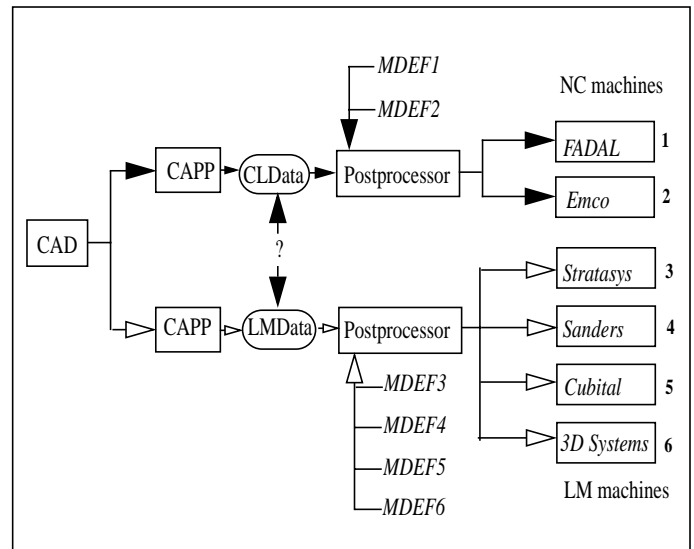 MDEF1
NC machines
MDEF2
FADAL 1
CAPP CLData Postprocessor
Emco 2
CAD
?
Stratasys 3
CAPP LMData Postprocessor
Sanders 4
MDEF3
Cubital 5
MDEF4
3D Systems 6
MDEF5
LM machines
MDEF6